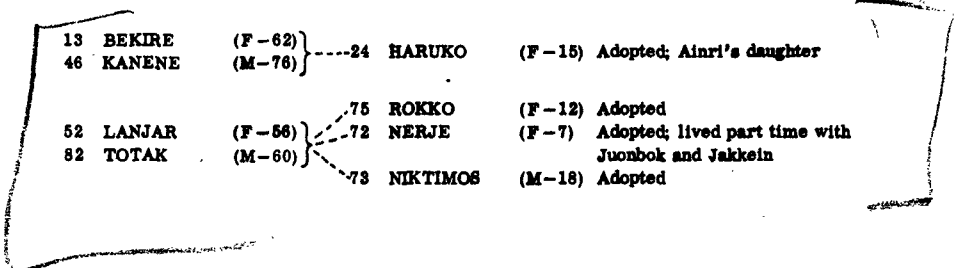 13 BEKIRE (F-62) 24 HARUKO (F-15) Adopted; Ainri's daughter
46 KANENE (M-76)
75 ROKKO (F-12) Adopted
52 LANJAR (F-56) 72 NERJE (F-7) Adopted; lived part time with
82 TOTAK (M-60) Juonbok and Jakkein
73 NIKTIMOS (M-18) Adopted